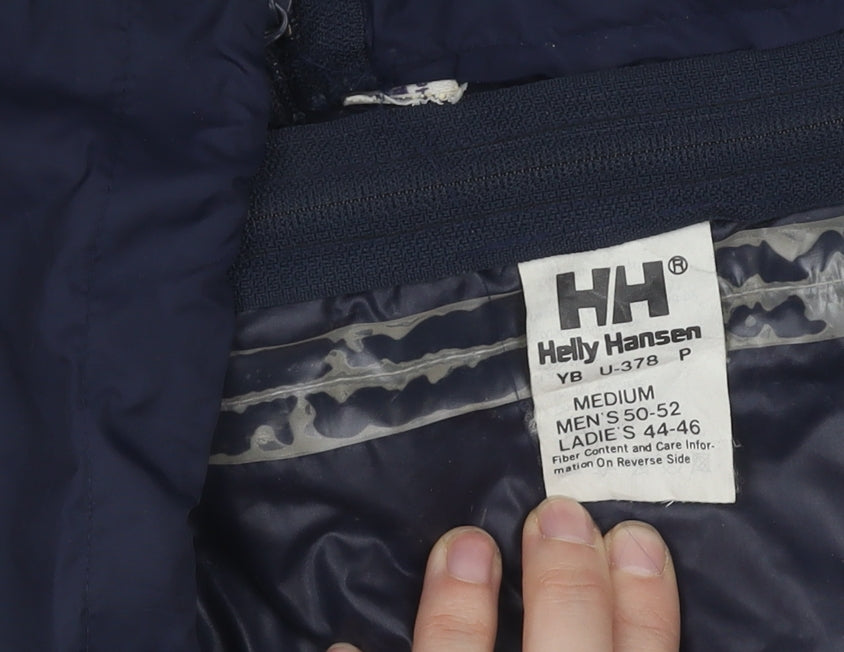 HH®
Helly Hansen
YB U-378 P
MEDIUM
MEN'S 50-52
LADIE'S 44-46
Fiber Content and Care Infor-
mation On Reverse Side